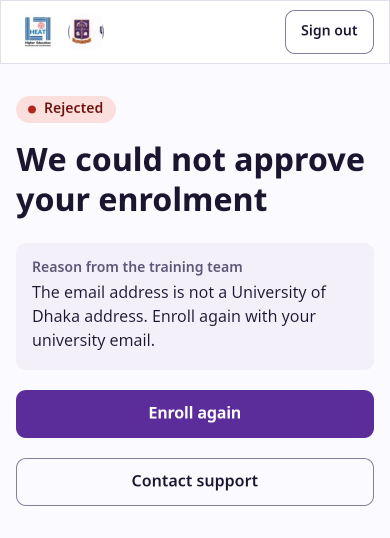 HEAT
Sign out
Rejected
We could not approve
your enrolment
Reason from the training team
The email address is not a University of
Dhaka address. Enroll again with your
university email.
Enroll again
Contact support